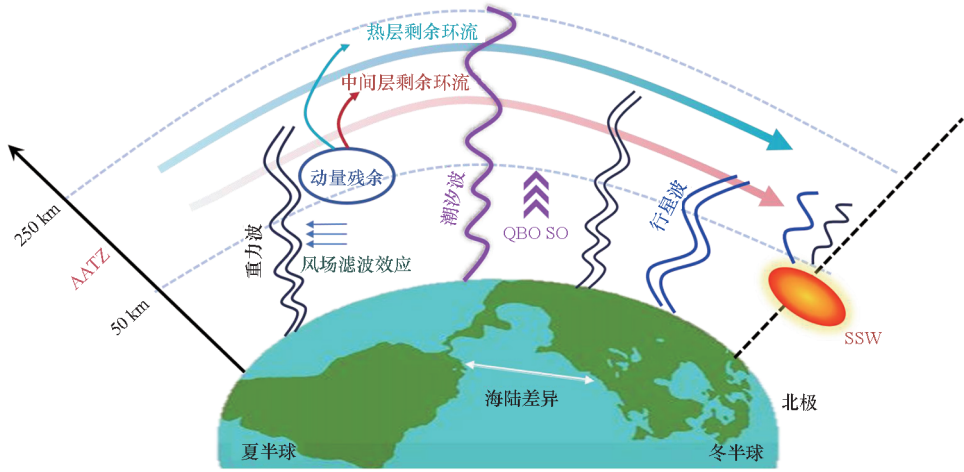 热层剩余环流
中间层剩余环流
动量残余
潮汐波
行星波
250 km
AATZ
重力波
QBO SO
风场滤波效应
50 km
SSW
海陆差异
北极
夏半球
冬半球